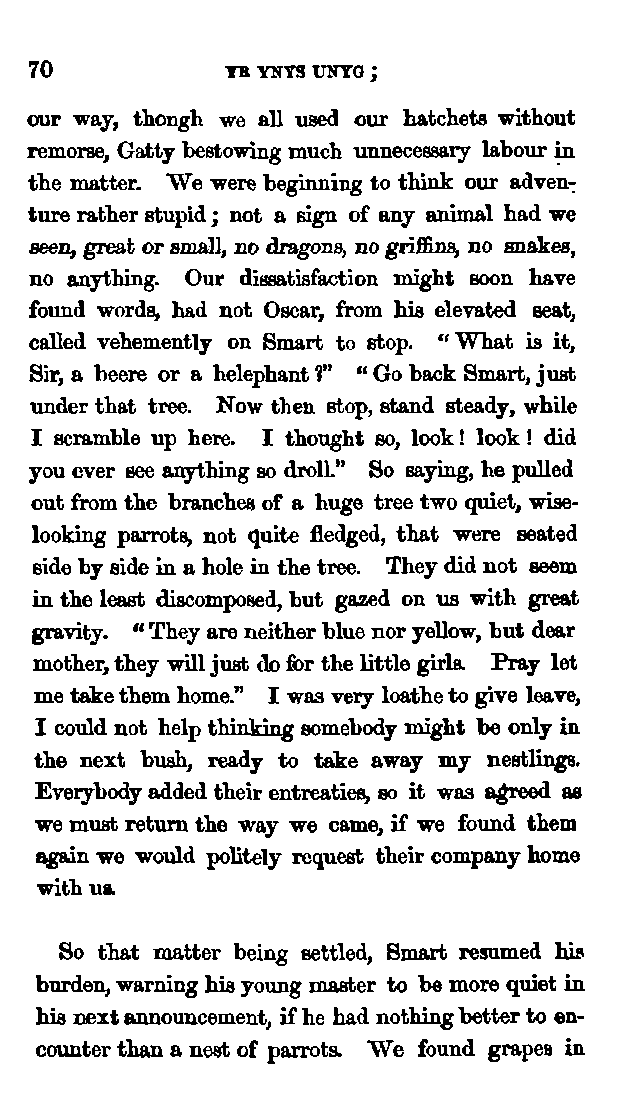 70 YR YNYS UNYG ;
our way, though we all used our hatchets without
remorse, Gatty bestowing much unnecessary labour in
the matter. We were beginning to think our adven-
ture rather stupid ; not a sign of any animal had we
seen, great or small, no dragons, no griffins, no snakes,
no anything. Our dissatisfaction might soon have
found words, had not Oscar, from his elevated seat,
called vehemently on Smart to stop. “ What is it,
Sir, a beere or a helephant ?” “ Go back Smart, just
under that tree. Now then stop, stand steady, while
I scramble up here. I thought so, look ! look ! did
you ever see anything so droll.” So saying, he pulled
out from the branches of a huge tree two quiet, wise-
looking parrots, not quite fledged, that were seated
side by side in a hole in the tree. They did not seem
in the least discomposed, but gazed on us with great
gravity. “ They are neither blue nor yellow, but dear
mother, they will just do for the little girls. Pray let
me take them home.” I was very loathe to give leave,
I could not help thinking somebody might be only in
the next bush, ready to take away my nestlings.
Everybody added their entreaties, so it was agreed as
we must return the way we came, if we found them
again we would politely request their company home
with us.
So that matter being settled, Smart resumed his
burden, warning his young master to be more quiet in
his next announcement, if he had nothing better to en-
counter than a nest of parrots. We found grapes in